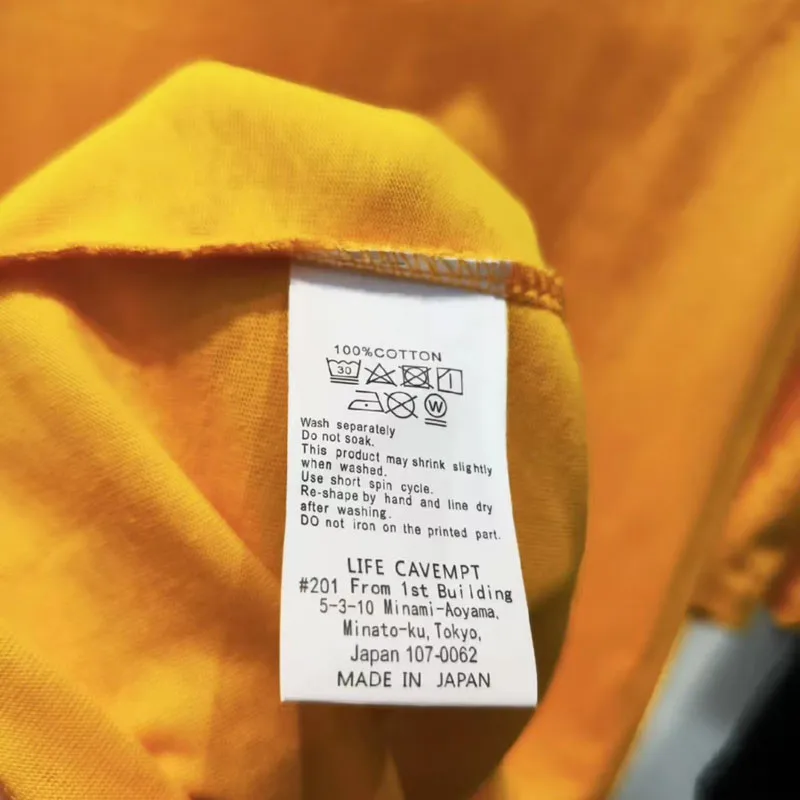 100%COTTON
30
W
Wash separately
Do not soak.
This product may shrink slightly
when washed.
Use short spin cycle.
Re-shape by hand and line dry
after washing.
DO not iron on the printed part.
LIFE CAVEMPT
#201 From 1st Building
5-3-10 Minami-Aoyama,
Minato-ku, Tokyo,
Japan 107-0062
MADE IN JAPAN